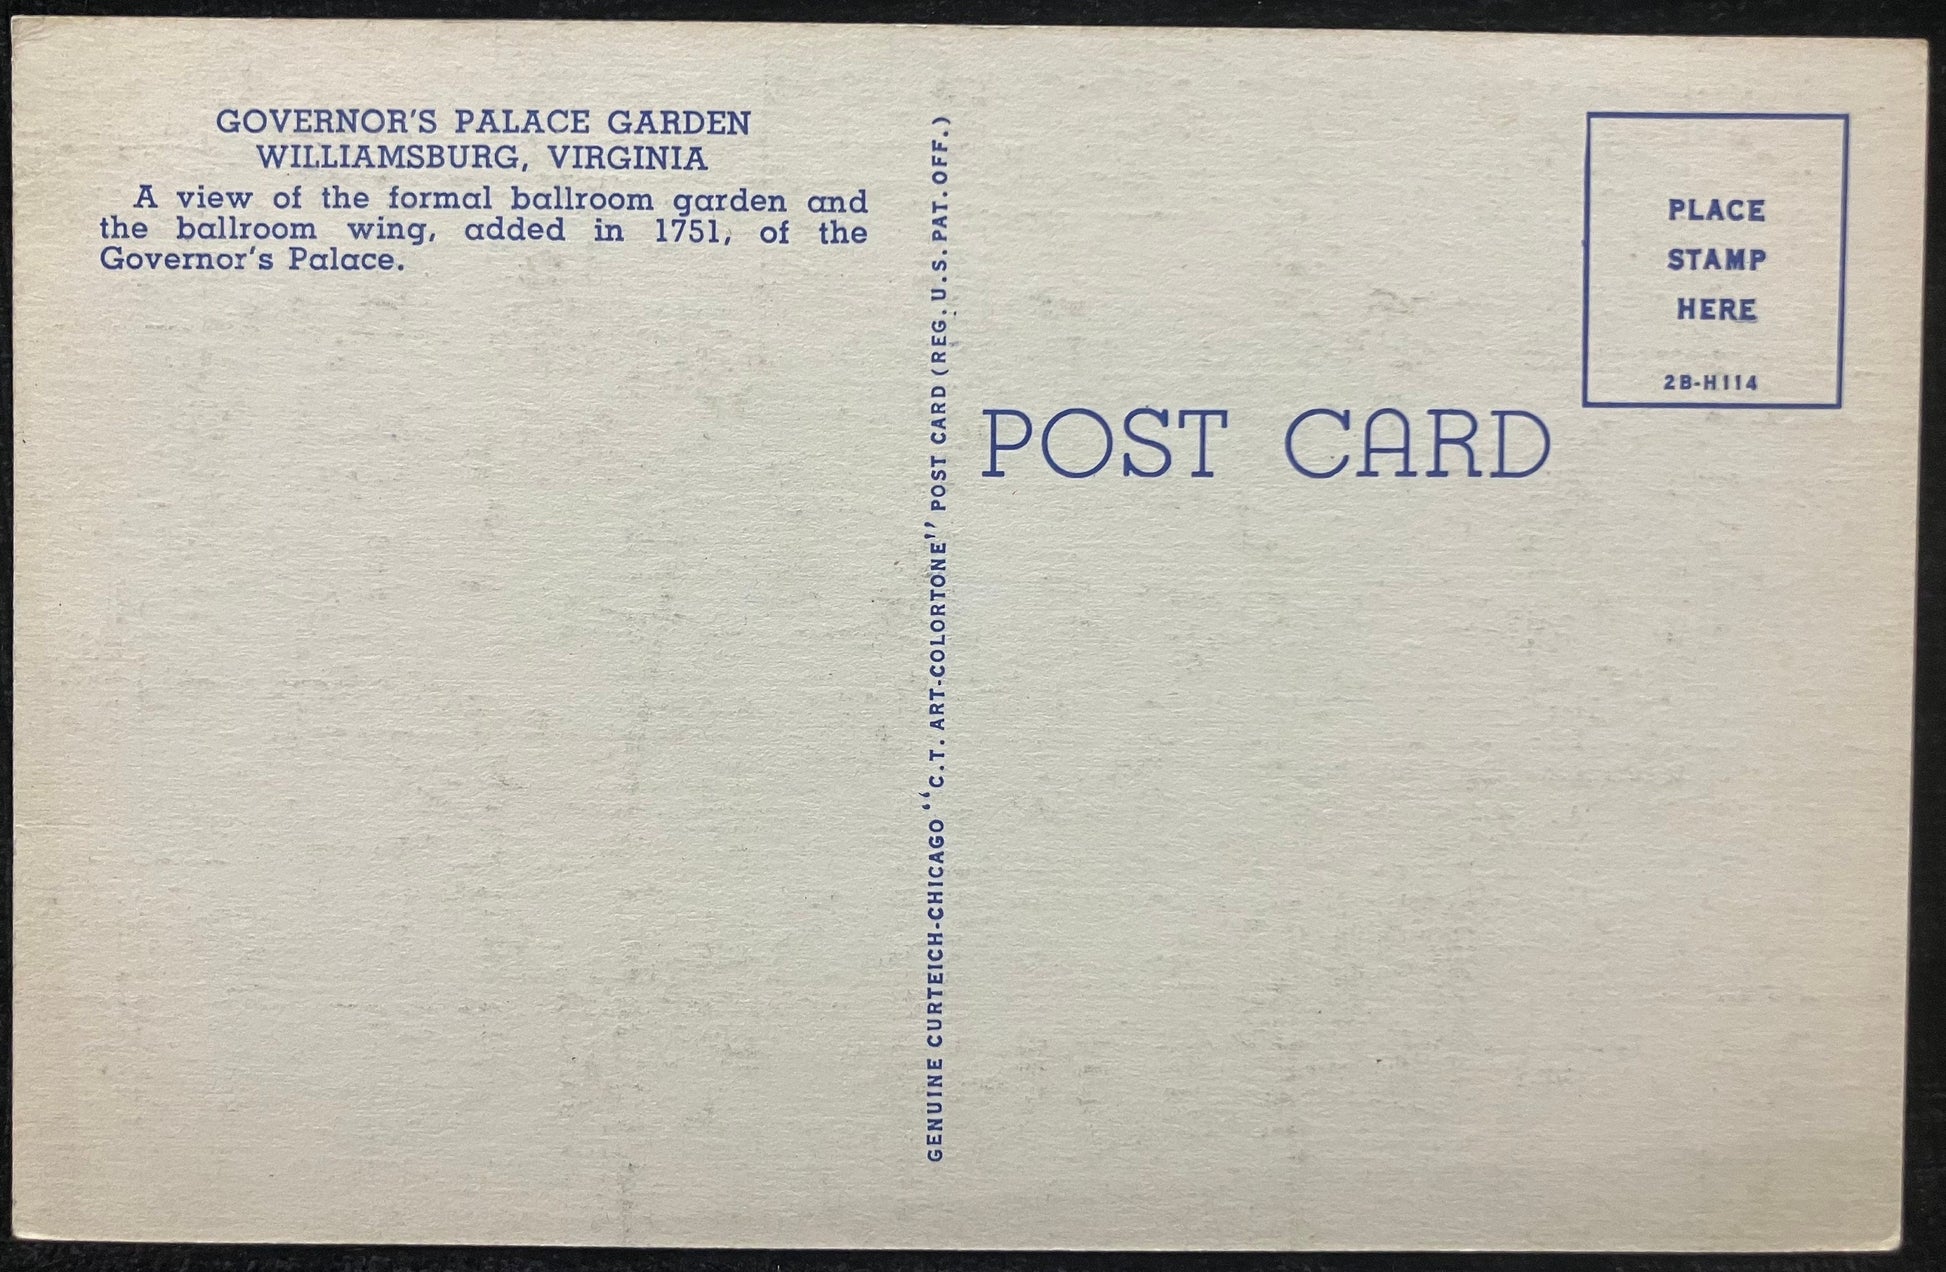 GOVERNOR'S PALACE GARDEN
WILLIAMSBURG, VIRGINIA
A view of the formal ballroom garden and
the ballroom wing, added in 1751, of the
Governor's Palace.
GENUINE CURTEICH-CHICAGO "C.T. ART-COLORTONE" POST CARD (REG. U.S. PAT. OFF.)
POST CARD
PLACE
STAMP
HERE
2B-H114